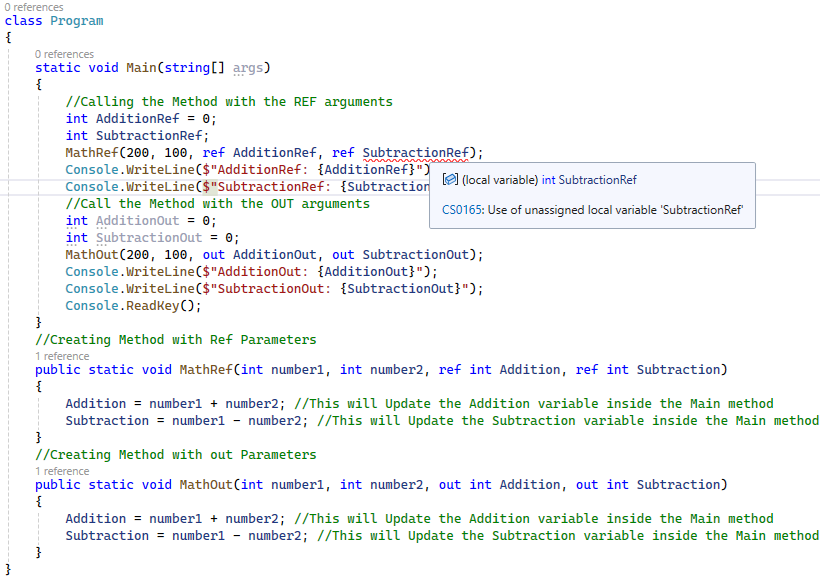 0 references
class Program
{
0 references
static void Main(string[] args)
{
//Calling the Method with the REF arguments
int AdditionRef = 0;
int SubtractionRef;
MathRef(200, 100, ref AdditionRef, ref SubtractionRef);
Console.WriteLine($"AdditionRef: {AdditionRef}")
(local variable) int SubtractionRef
Console.WriteLine($"SubtractionRef: {Subtraction
CS0165: Use of unassigned local variable 'SubtractionRef'
//Call the Method with the OUT arguments
int AdditionOut = 0;
int SubtractionOut = 0;
MathOut(200, 100, out AdditionOut, out SubtractionOut);
Console.WriteLine($"AdditionOut: {AdditionOut}");
Console.WriteLine($"SubtractionOut: {SubtractionOut}");
Console.ReadKey();
}
//Creating Method with Ref Parameters
1 reference
public static void MathRef(int number1, int number2, ref int Addition, ref int Subtraction)
{
Addition = number1 + number2; //This will Update the Addition variable inside the Main method
Subtraction = number1 - number2; //This will Update the Subtraction variable inside the Main method
}
//Creating Method with out Parameters
1 reference
public static void MathOut(int number1, int number2, out int Addition, out int Subtraction)
{
Addition = number1 + number2; //This will Update the Addition variable inside the Main method
Subtraction = number1 - number2; //This will Update the Subtraction variable inside the Main method
}
}